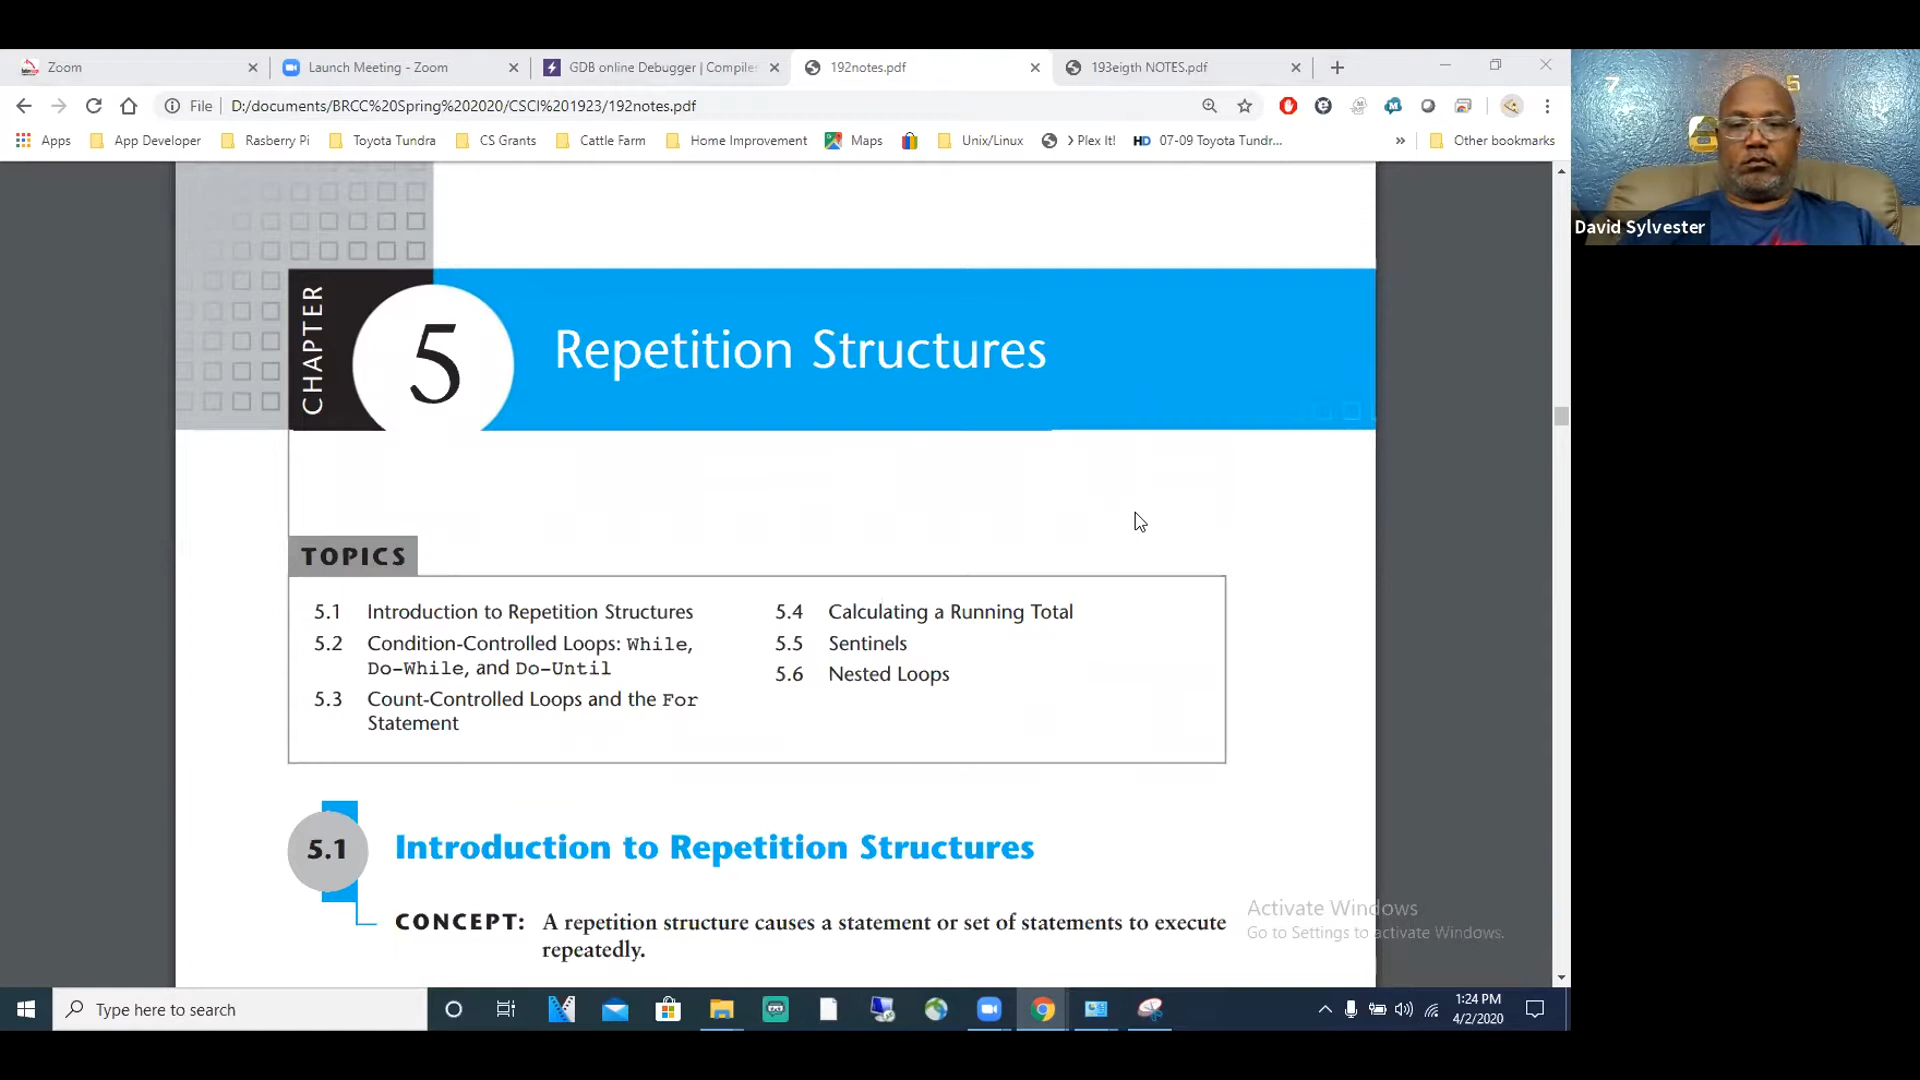 Zoom
Launch Meeting - Zoom
GDB online Debugger | Compile
192notes.pdf
193eigth NOTES.pdf
File D:/documents/BRCC%20Spring%202020/CSCI%201923/192notes.pdf
Apps App Developer Rasberry Pi Toyota Tundra CS Grants Cattle Farm Home Improvement Maps Unix/Linux > Plex It! HD 07-09 Toyota Tundr... » Other bookmarks
7 5
David Sylvester
CHAPTER
5
Repetition Structures
TOPICS
5.1 Introduction to Repetition Structures
5.2 Condition-Controlled Loops: While,
Do-While, and Do-Until
5.3 Count-Controlled Loops and the For
Statement
5.4 Calculating a Running Total
5.5 Sentinels
5.6 Nested Loops
5.1 Introduction to Repetition Structures
CONCEPT: A repetition structure causes a statement or set of statements to execute
repeatedly.
Activate Windows
Go to Settings to activate Windows.
Type here to search
1:24 PM
4/2/2020